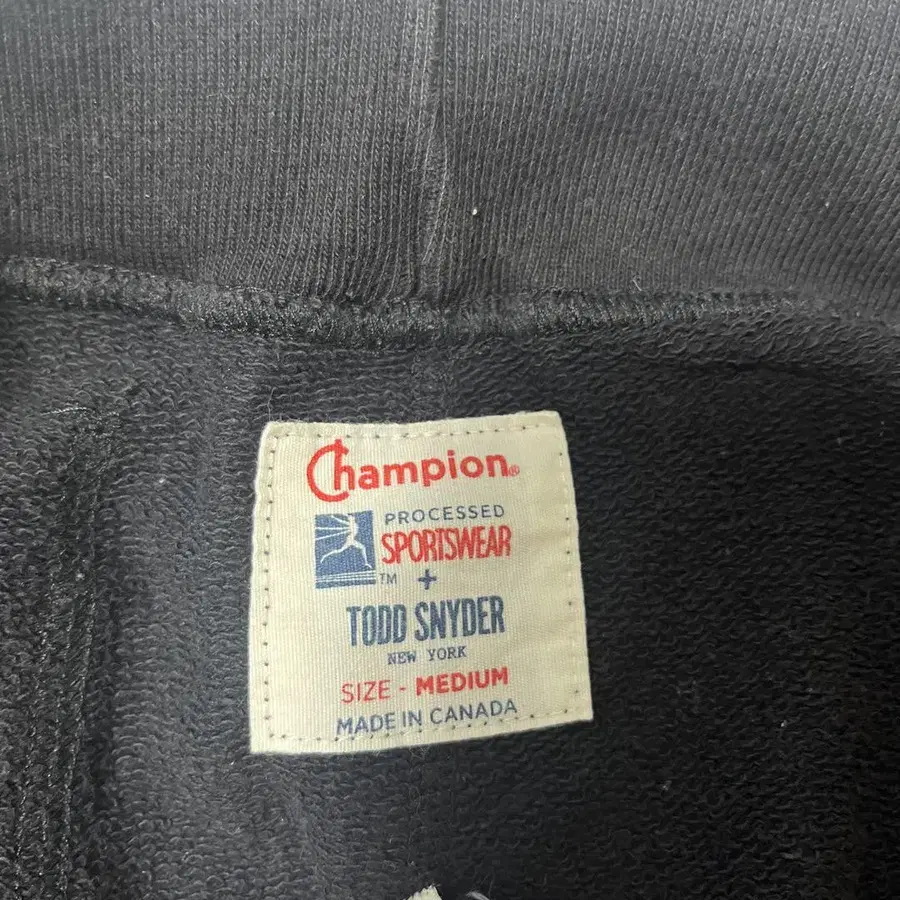 Champion®
PROCESSED
SPORTSWEAR
TM +
TODD SNYDER
NEW YORK
SIZE - MEDIUM
MADE IN CANADA